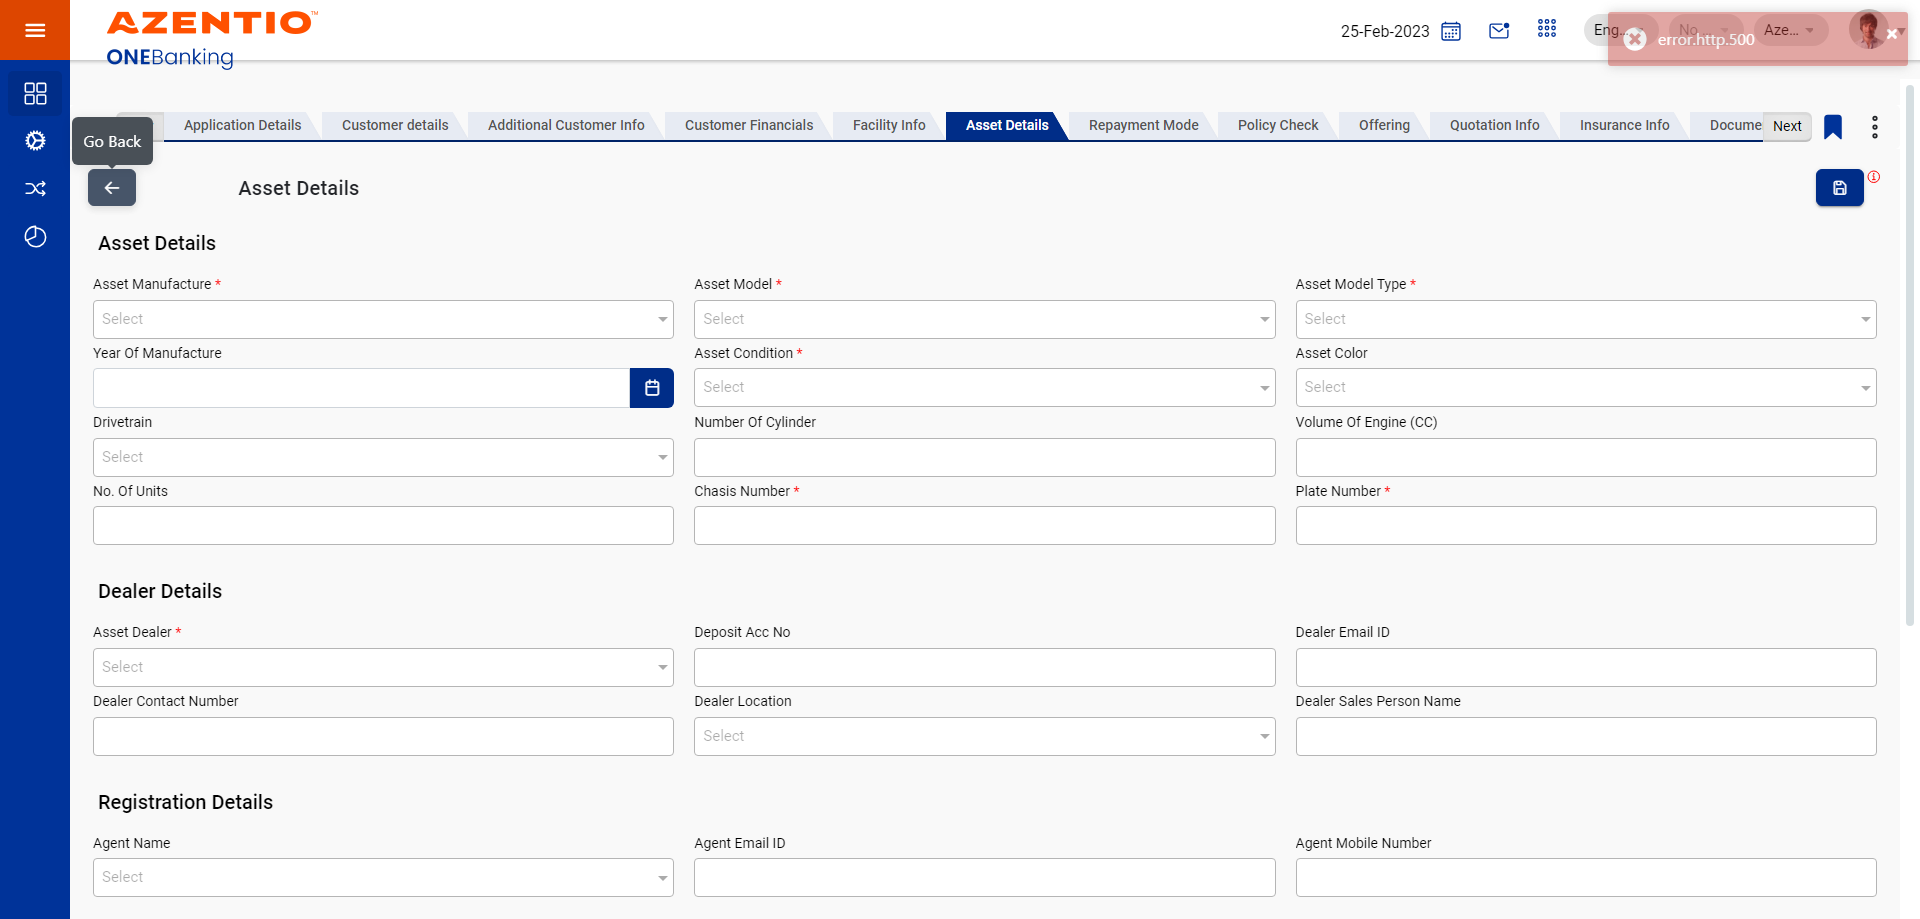 AZENTIO™
ONEBanking
25-Feb-2023
Eng...
No...
Aze...
error.http.500
Application Details
Customer details
Additional Customer Info
Customer Financials
Facility Info
Asset Details
Repayment Mode
Policy Check
Offering
Quotation Info
Insurance Info
Docume
Next
Go Back
Asset Details
Asset Details
Asset Manufacture *
Asset Model *
Asset Model Type *
Select
Select
Select
Year Of Manufacture
Asset Condition *
Asset Color
Select
Select
Drivetrain
Number Of Cylinder
Volume Of Engine (CC)
Select
No. Of Units
Chasis Number *
Plate Number *
Dealer Details
Asset Dealer *
Deposit Acc No
Dealer Email ID
Select
Dealer Contact Number
Dealer Location
Dealer Sales Person Name
Select
Registration Details
Agent Name
Agent Email ID
Agent Mobile Number
Select